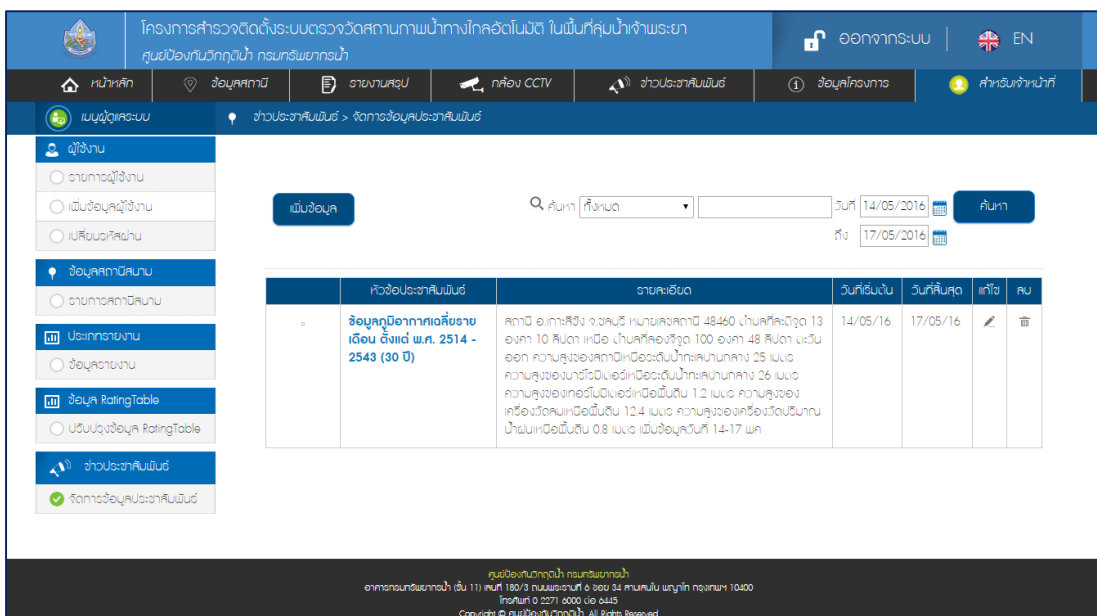 โครงการสำรวจติดตั้งระบบตรวจวัดสถานภาพน้ำทางไกลอัตโนมัติ ในพื้นที่ลุ่มน้ำเจ้าพระยา
ศูนย์ป้องกันวิกฤติน้ำ กรมทรัพยากรน้ำ
ออกจากระบบ
EN
หน้าหลัก
ข้อมูลสถานี
รายงานสรุป
กล้อง CCTV
ข่าวประชาสัมพันธ์
ข้อมูลโครงการ
สำหรับเจ้าหน้าที่
เมนูผู้ดูแลระบบ
ข่าวประชาสัมพันธ์ > จัดการข้อมูลประชาสัมพันธ์
ผู้ใช้งาน
รายการผู้ใช้งาน
เพิ่มข้อมูลผู้ใช้งาน
เปลี่ยนรหัสผ่าน
ข้อมูลสถานีสนาม
รายการสถานีสนาม
ประเภทรายงาน
ข้อมูลรายงาน
ข้อมูล RatingTable
ปรับปรุงข้อมูล RatingTable
ข่าวประชาสัมพันธ์
จัดการข้อมูลประชาสัมพันธ์
เพิ่มข้อมูล
ค้นหา ทั้งหมด วันที่ 14/05/2016 ค้นหา
ถึง 17/05/2016
หัวข้อประชาสัมพันธ์ รายละเอียด วันที่เริ่มต้น วันที่สิ้นสุด แก้ไข ลบ
ข้อมูลภูมิอากาศเฉลี่ยราย
เดือน ตั้งแต่ พ.ศ. 2514 -
2543 (30 ปี)
สถานี อ.เกาะสีชัง จ.ชลบุรี หมายเลขสถานี 48460 ตำบลที่ละติจูด 13
องศา 10 ลิปดา เหนือ ตำบลที่ลองจิจูด 100 องศา 48 ลิปดา ตะวัน
ออก ความสูงของสถานีเหนือระดับน้ำทะเลปานกลาง 25 เมตร
ความสูงของบาร์โรมิเตอร์เหนือระดับน้ำทะเลปานกลาง 26 เมตร
ความสูงของเทอร์โมมิเตอร์เหนือพื้นดิน 1.2 เมตร ความสูงของ
เครื่องวัดลมเหนือพื้นดิน 12.4 เมตร ความสูงของเครื่องวัดปริมาณ
น้ำฝนเหนือพื้นดิน 0.8 เมตร เพิ่มข้อมูลวันที่ 14-17 พค
14/05/16 17/05/16
ศูนย์ป้องกันวิกฤติน้ำ กรมทรัพยากรน้ำ
อาคารกรมทรัพยากรน้ำ (ชั้น 11) เลขที่ 180/3 ถนนพระรามที่ 6 ซอย 34 สามเสนใน พญาไท กรุงเทพฯ 10400
โทรศัพท์ 0 2271 6000 ต่อ 6445
Copyright © ศูนย์ป้องกันวิกฤติน้ำ. All Rights Reserved